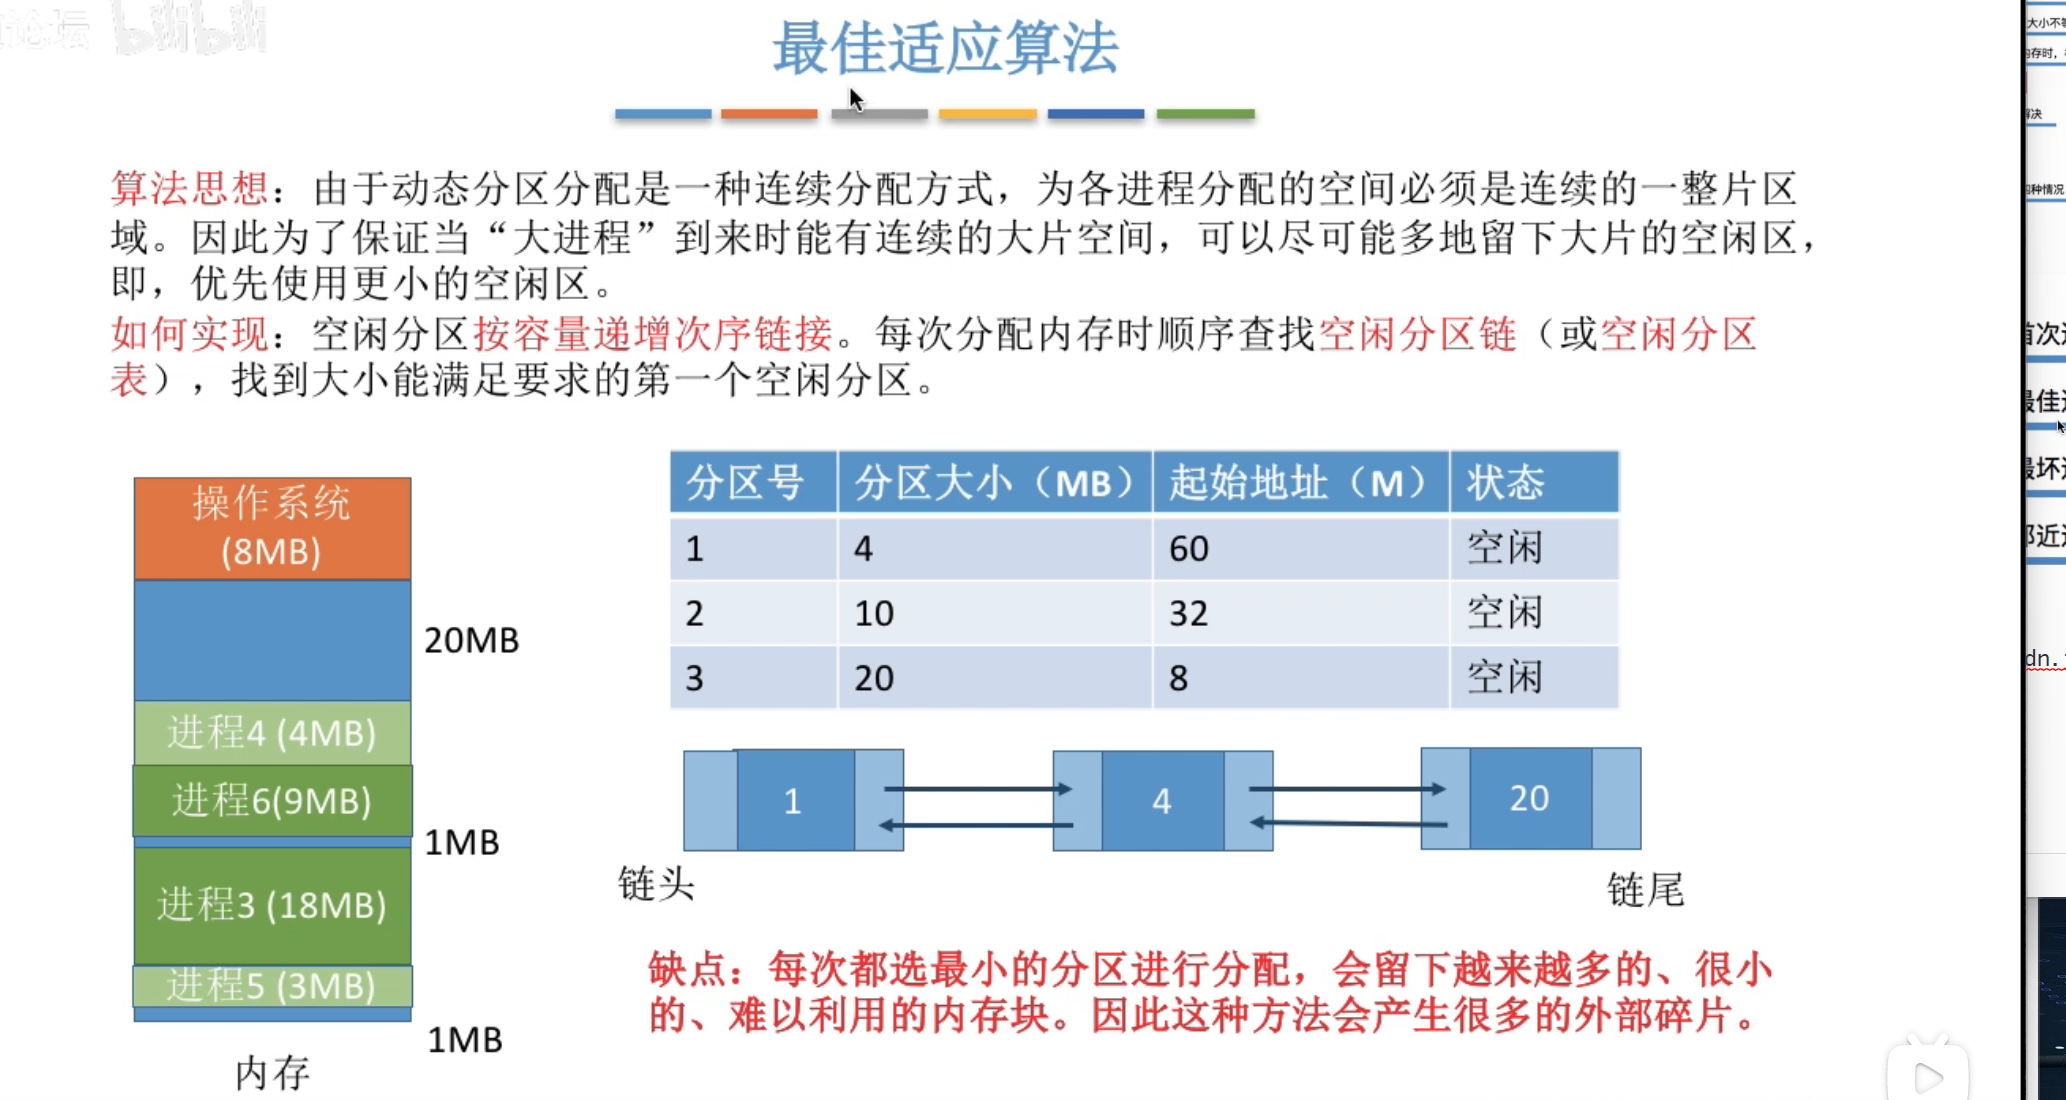 论坛 bilibili
最佳适应算法
算法思想：由于动态分区分配是一种连续分配方式，为各进程分配的空间必须是连续的一整片区
域。因此为了保证当“大进程”到来时能有连续的大片空间，可以尽可能多地留下大片的空闲区，
即，优先使用更小的空闲区。
如何实现：空闲分区按容量递增次序链接。每次分配内存时顺序查找空闲分区链（或空闲分区
表），找到大小能满足要求的第一个空闲分区。
操作系统
(8MB)
20MB
进程4 (4MB)
进程6(9MB)
1MB
进程3 (18MB)
进程5 (3MB)
1MB
内存
分区号 分区大小（MB） 起始地址（M） 状态
1 4 60 空闲
2 10 32 空闲
3 20 8 空闲
1 4 20
链头 链尾
缺点：每次都选最小的分区进行分配，会留下越来越多的、很小
的、难以利用的内存块。因此这种方法会产生很多的外部碎片。
大小不
存时，
决
种情况
首次
最佳
最坏
邻近
dn.